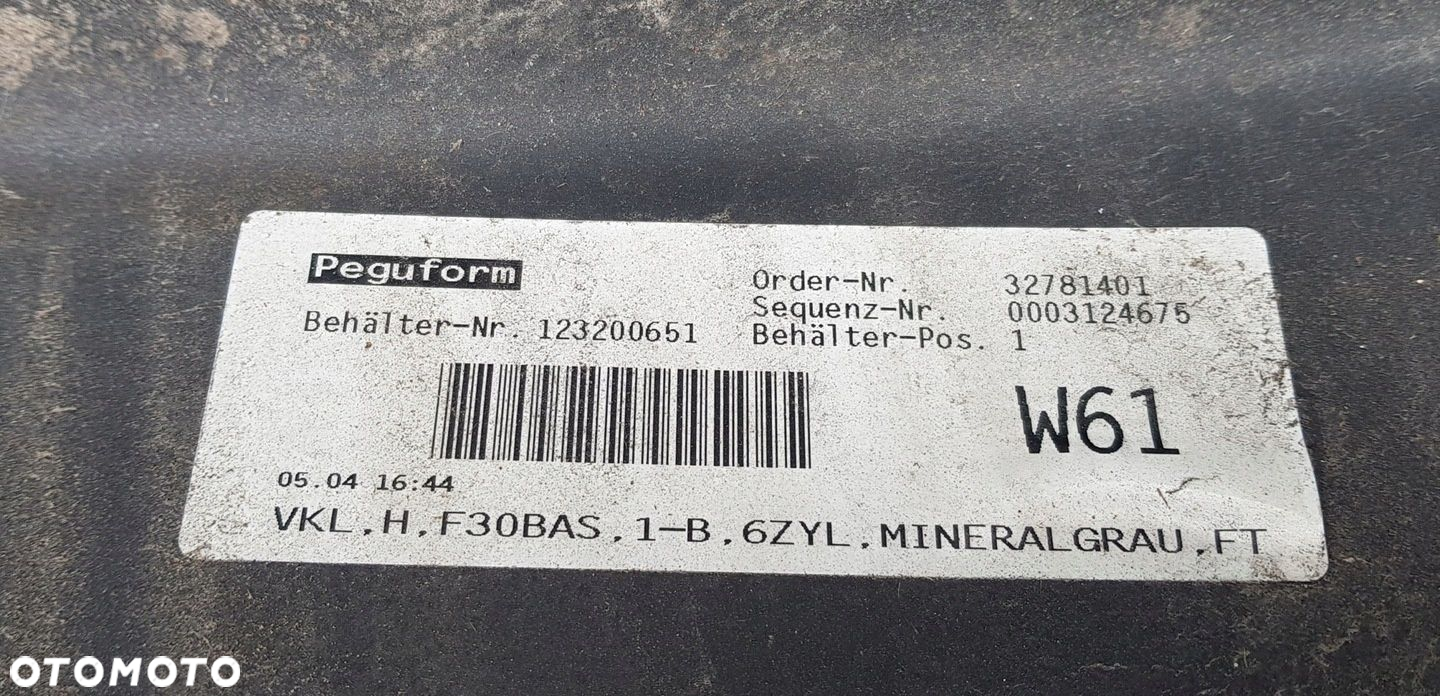 Peguform
Order-Nr. 32781401
Sequenz-Nr. 0003124675
Behälter-Nr. 123200651
Behälter-Pos. 1
W61
05.04 16:44
VKL,H,F30BAS,1-B,6ZYL,MINERALGRAU,FT
OTOMOTO